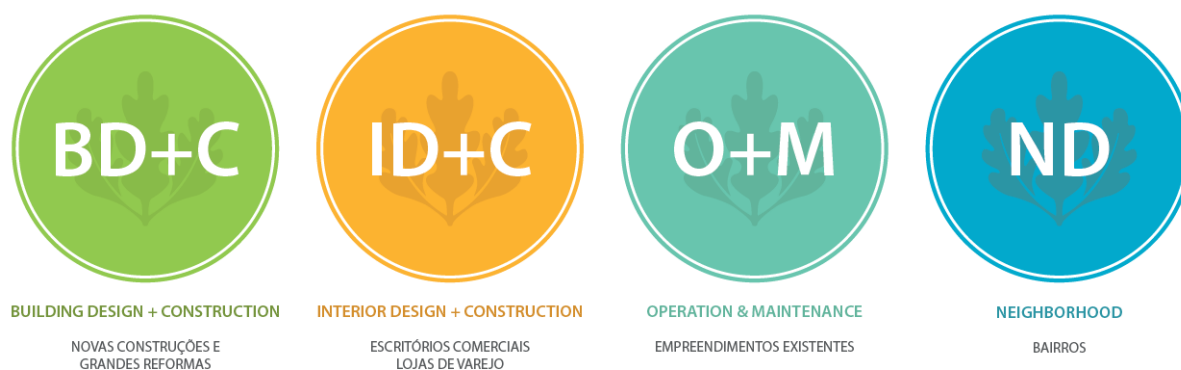 BD+C
ID+C
O+M
ND
BUILDING DESIGN + CONSTRUCTION
NOVAS CONSTRUÇÕES E
GRANDES REFORMAS
INTERIOR DESIGN + CONSTRUCTION
ESCRITÓRIOS COMERCIAIS
LOJAS DE VAREJO
OPERATION & MAINTENANCE
EMPREENDIMENTOS EXISTENTES
NEIGHBORHOOD
BAIRROS